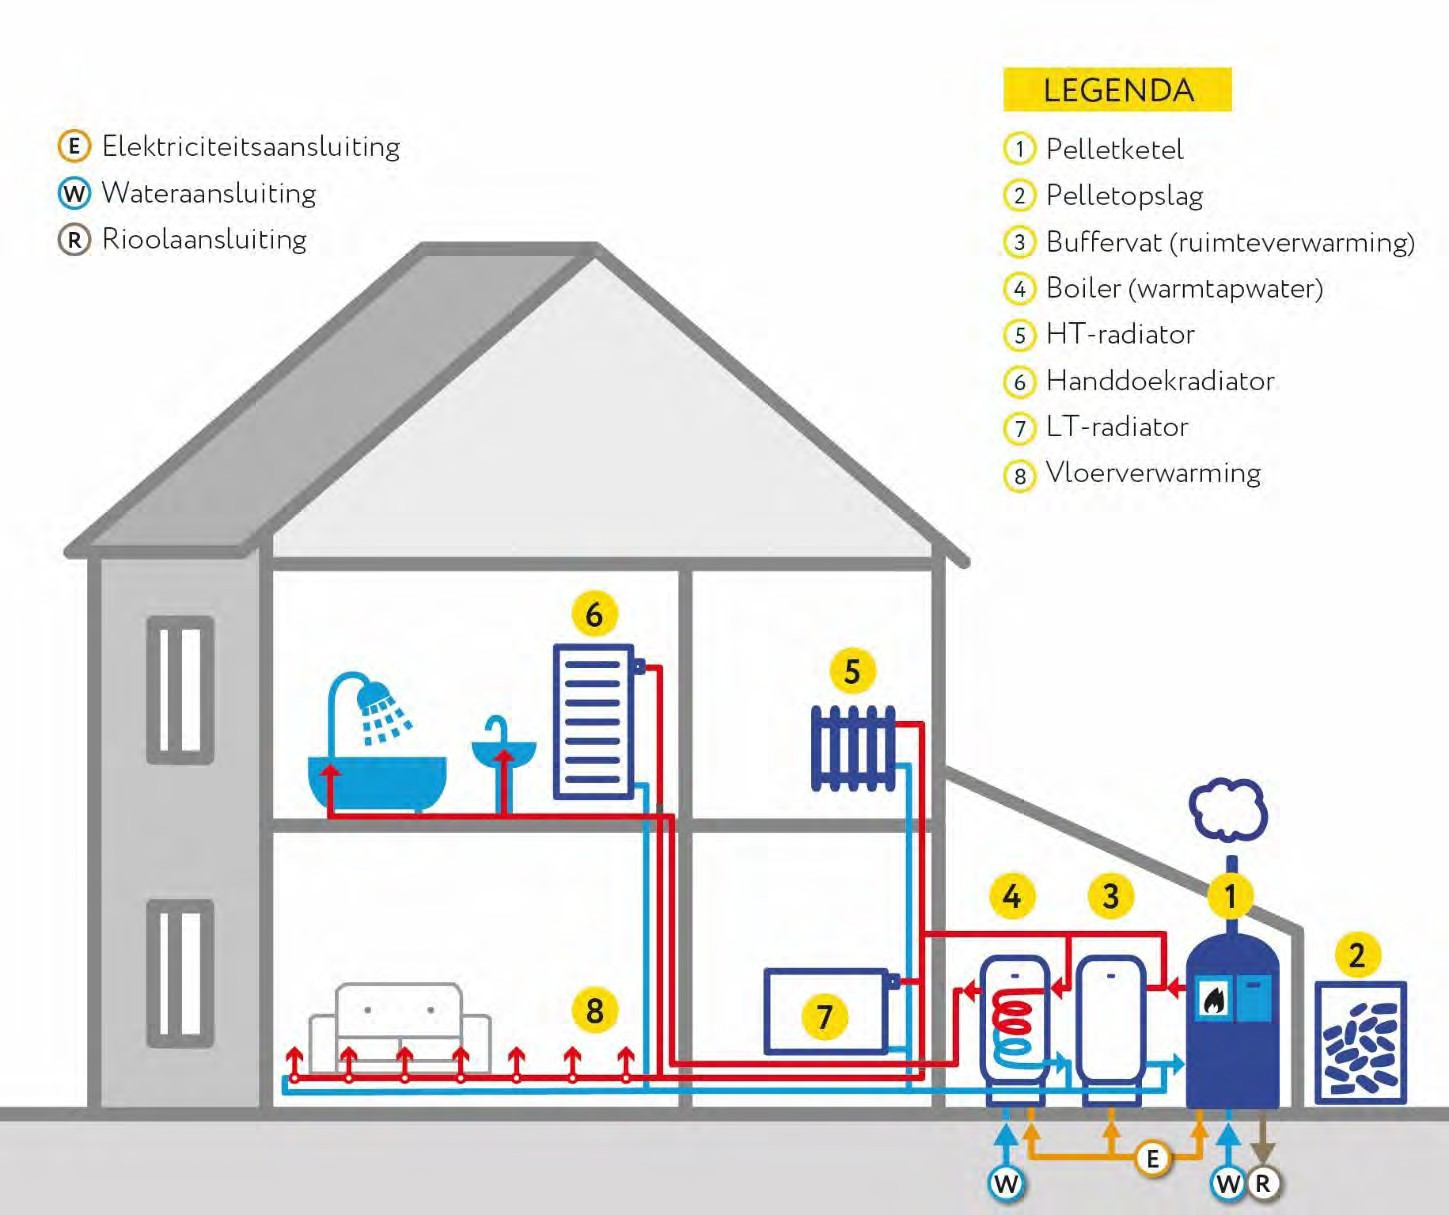 LEGENDA
E Elektriciteitsaansluiting
W Wateraansluiting
R Rioolaansluiting
1 Pelletketel
2 Pelletopslag
3 Buffervat (ruimteverwarming)
4 Boiler (warmtapwater)
5 HT-radiator
6 Handdoekradiator
7 LT-radiator
8 Vloerverwarming
6
5
4
3
1
2
8
7
E
W
W
R